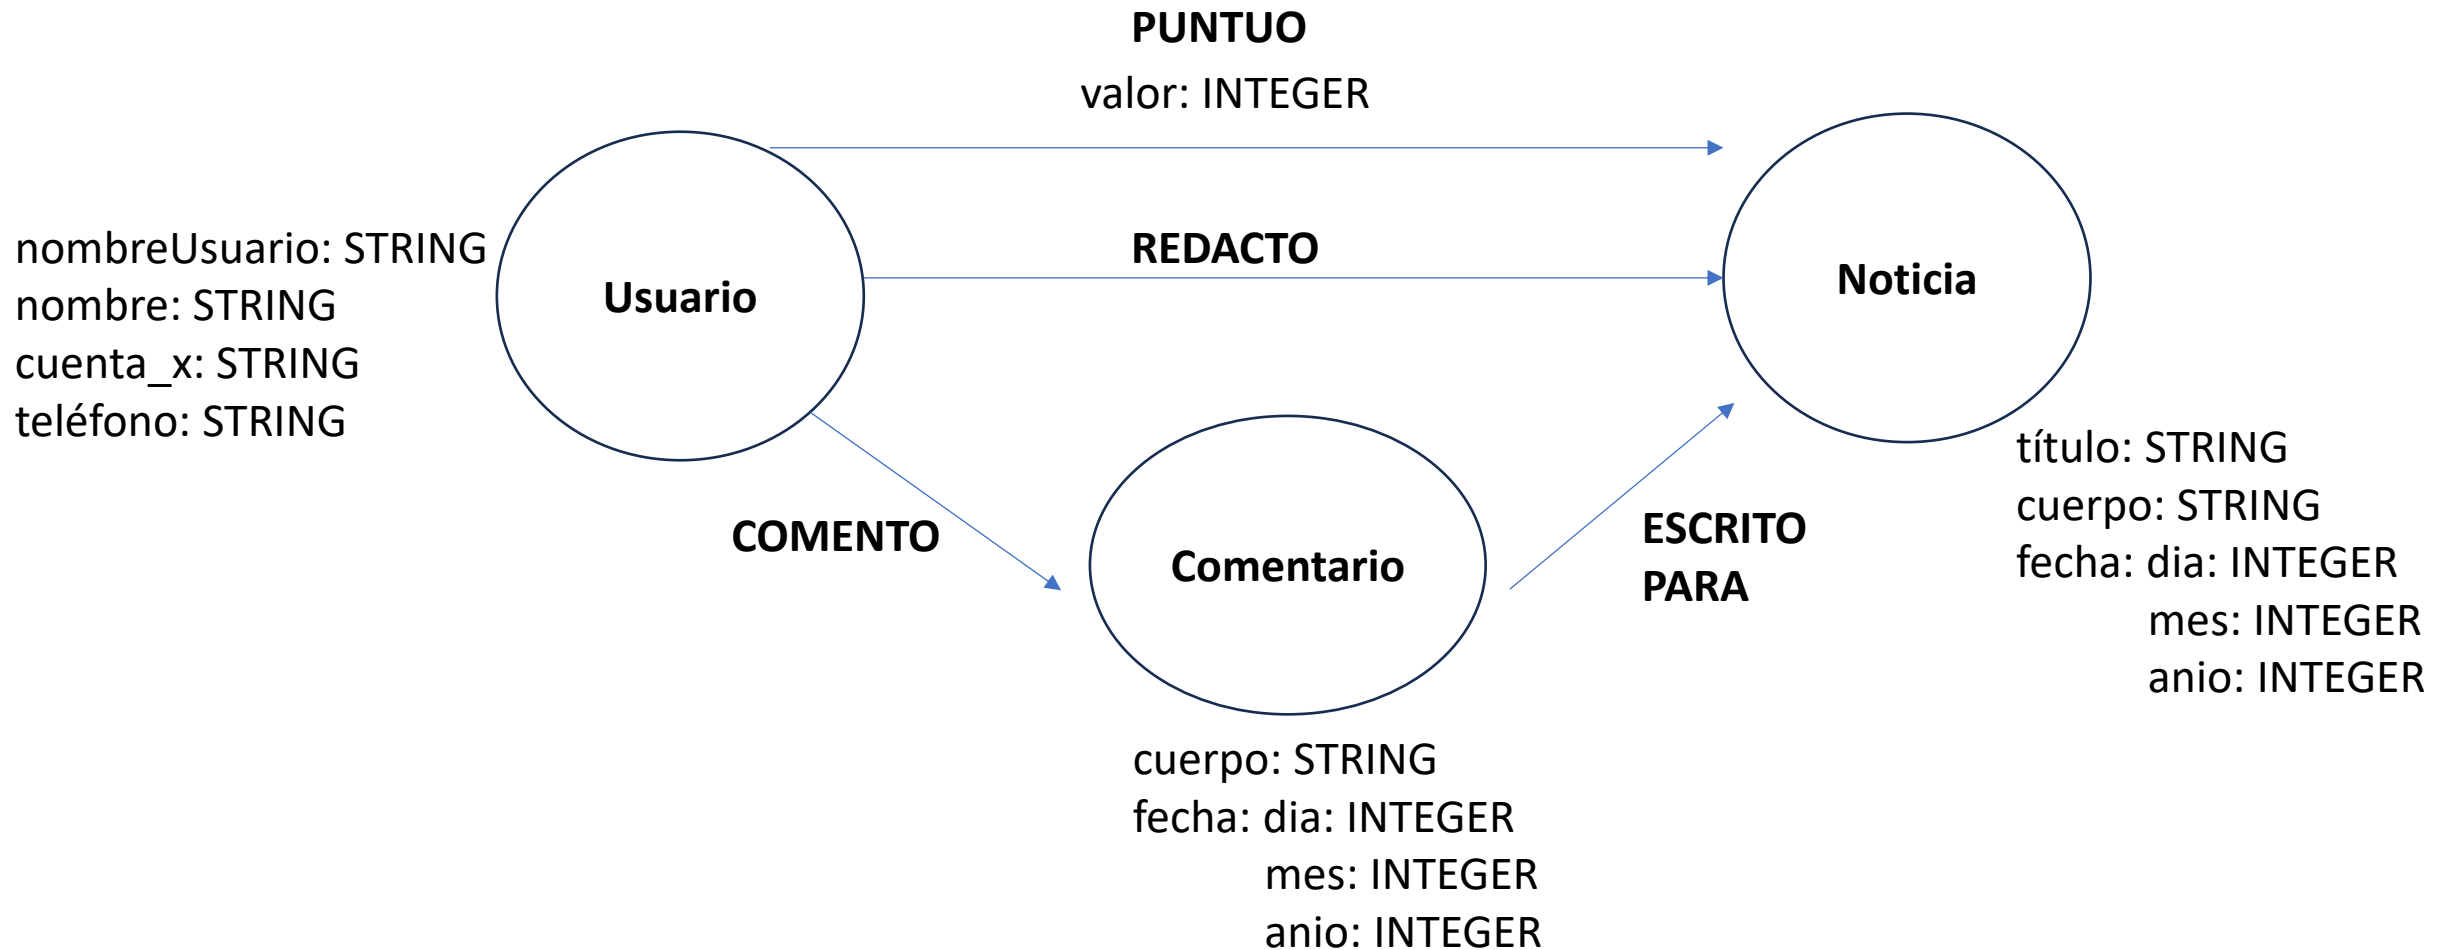 PUNTUO
valor: INTEGER
nombreUsuario: STRING
nombre: STRING
cuenta_x: STRING
teléfono: STRING
Usuario
REDACTO
Noticia
COMENTO
Comentario
ESCRITO
PARA
título: STRING
cuerpo: STRING
fecha: dia: INTEGER
mes: INTEGER
anio: INTEGER
cuerpo: STRING
fecha: dia: INTEGER
mes: INTEGER
anio: INTEGER